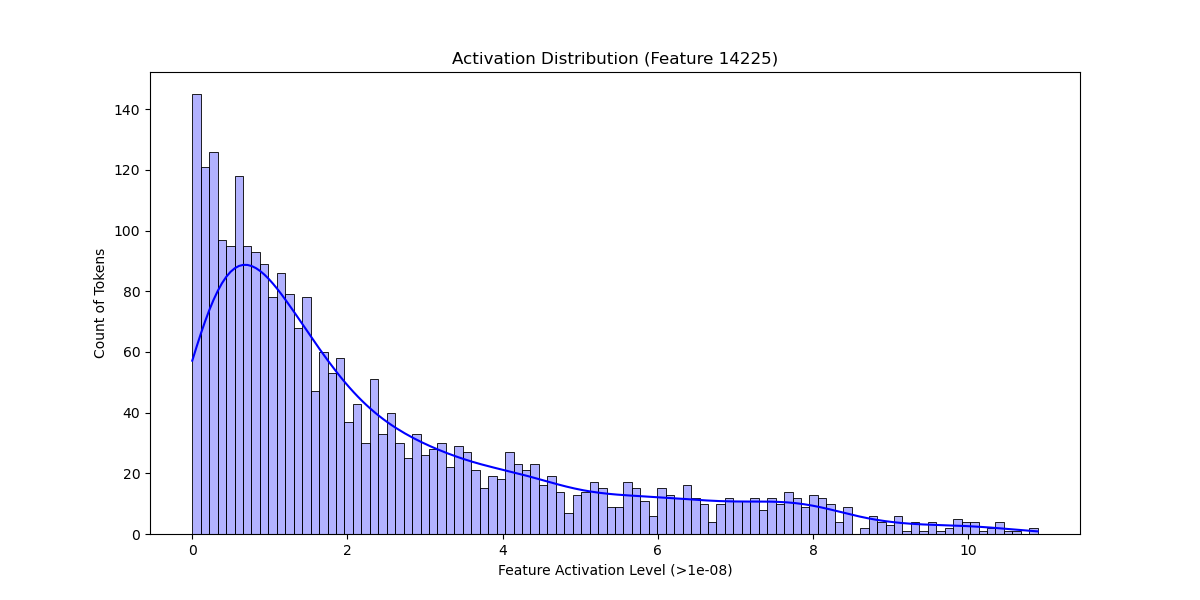 Activation Distribution (Feature 14225)
Count of Tokens
140
120
100
80
60
40
20
0
0 2 4 6 8 10
Feature Activation Level (>1e-08)